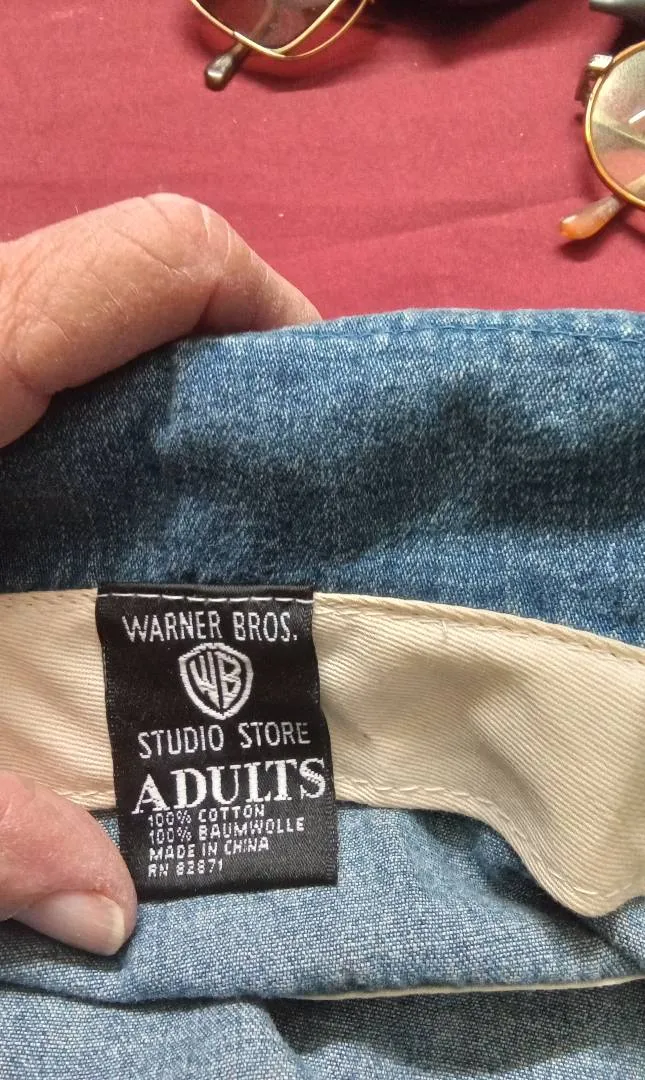 WARNER BROS.
WB
STUDIO STORE
ADULTS
100% COTTON
100% BAUMWOLLE
MADE IN CHINA
RN 82871